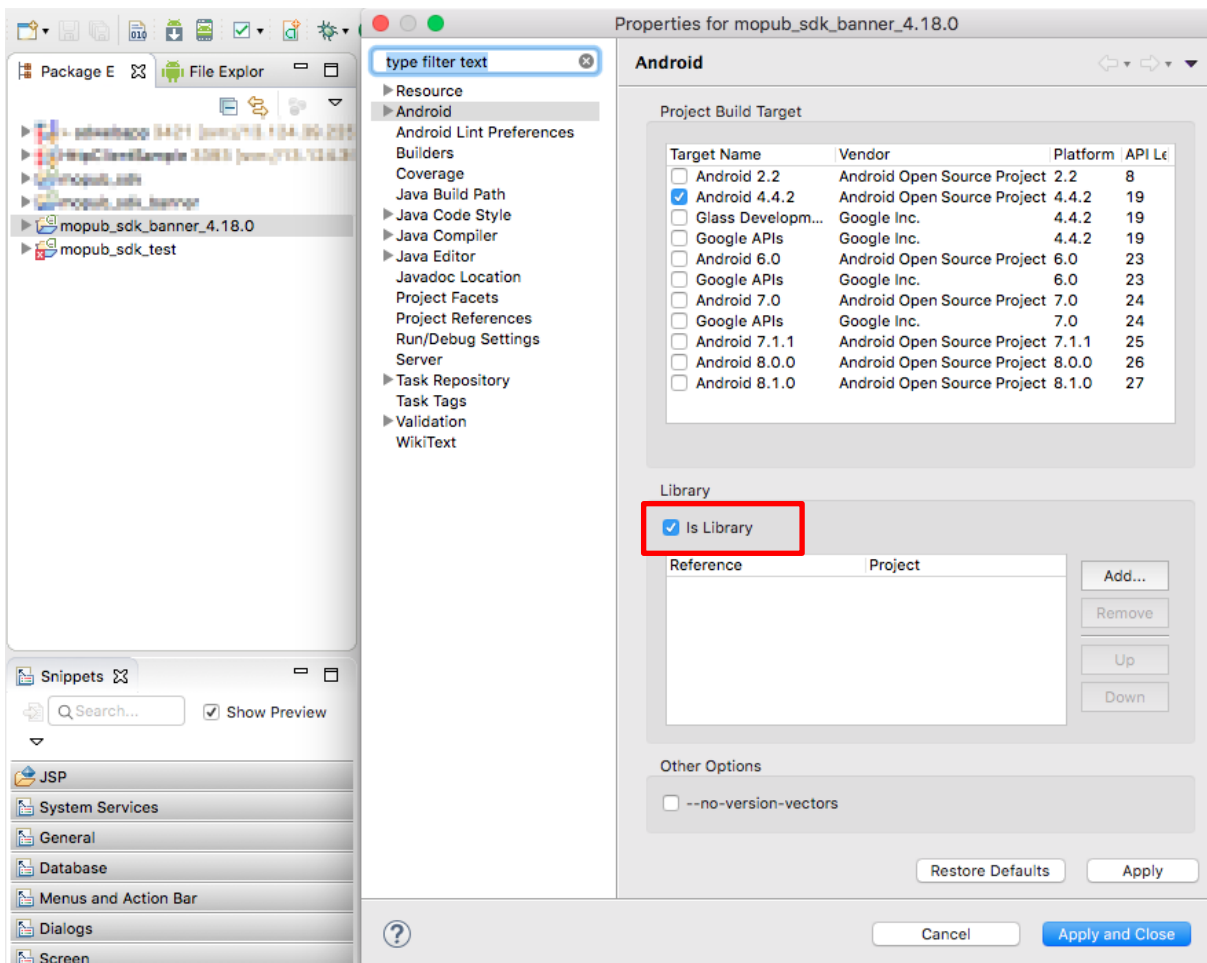 Properties for mopub_sdk_banner_4.18.0
Package E
File Explor
mopub_sdk
mopub_sdk_banner
mopub_sdk_banner_4.18.0
mopub_sdk_test
Snippets
Search...
Show Preview
JSP
System Services
General
Database
Menus and Action Bar
Dialogs
Screen
type filter text
Resource
Android
Android Lint Preferences
Builders
Coverage
Java Build Path
Java Code Style
Java Compiler
Java Editor
Javadoc Location
Project Facets
Project References
Run/Debug Settings
Server
Task Repository
Task Tags
Validation
WikiText
Android
Project Build Target
Target Name Vendor Platform API Le
Android 2.2 Android Open Source Project 2.2 8
Android 4.4.2 Android Open Source Project 4.4.2 19
Glass Developm... Google Inc. 4.4.2 19
Google APIs Google Inc. 4.4.2 19
Android 6.0 Android Open Source Project 6.0 23
Google APIs Google Inc. 6.0 23
Android 7.0 Android Open Source Project 7.0 24
Google APIs Google Inc. 7.0 24
Android 7.1.1 Android Open Source Project 7.1.1 25
Android 8.0.0 Android Open Source Project 8.0.0 26
Android 8.1.0 Android Open Source Project 8.1.0 27
Library
Is Library
Reference Project
Add...
Remove
Up
Down
Other Options
--no-version-vectors
Restore Defaults Apply
Cancel Apply and Close